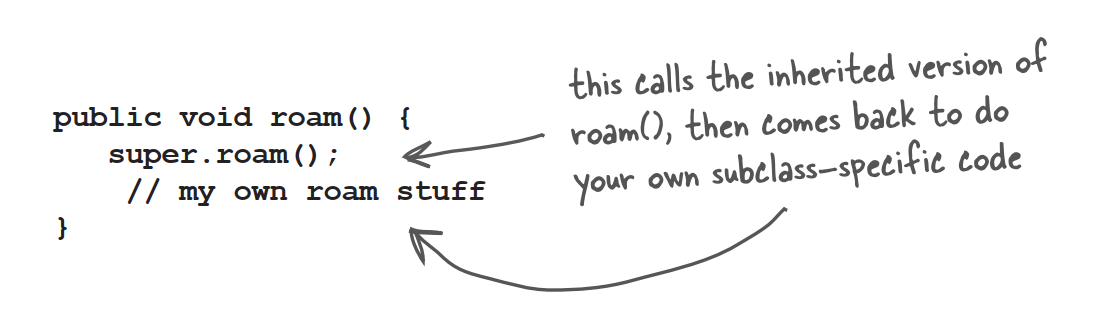 public void roam() {
super.roam();
// my own roam stuff
}
this calls the inherited version of
roam(), then comes back to do
your own subclass-specific code